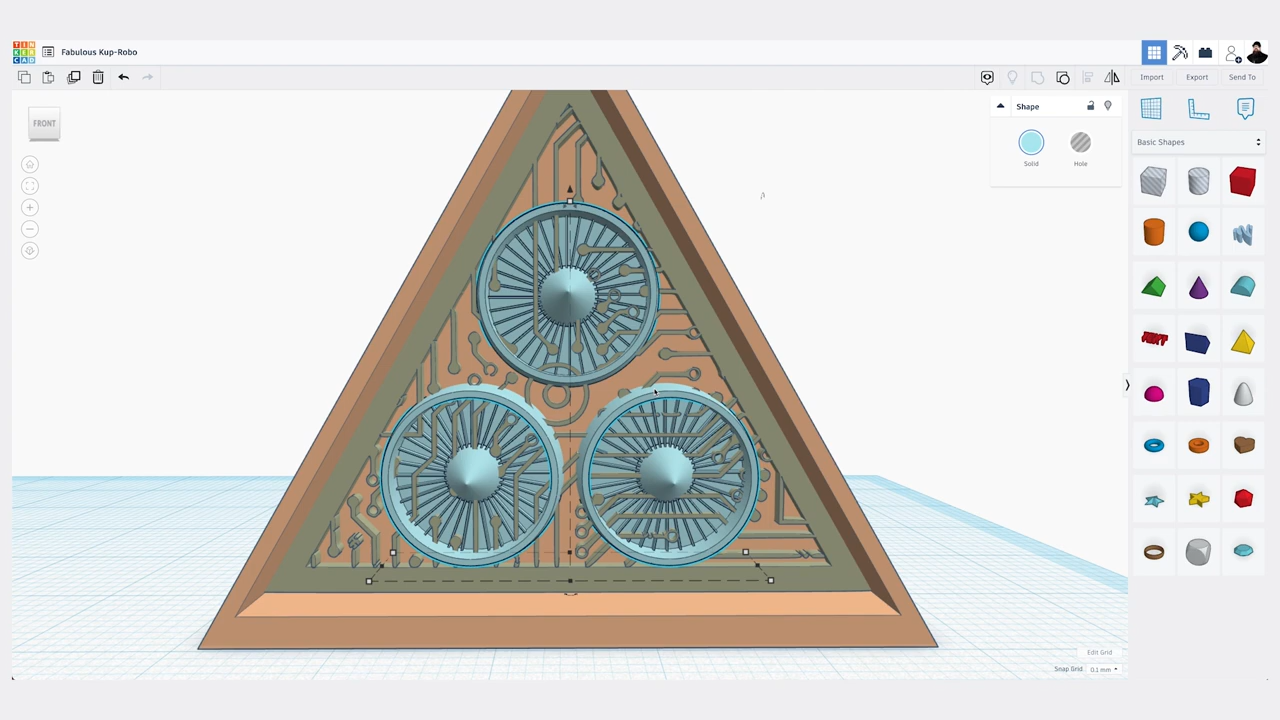 TIN
KER
CAD
Fabulous Kup-Robo
Import
Export
Send To
FRONT
Shape
Solid
Hole
Basic Shapes
TEXT
Edit Grid
Snap Grid
0.1 mm